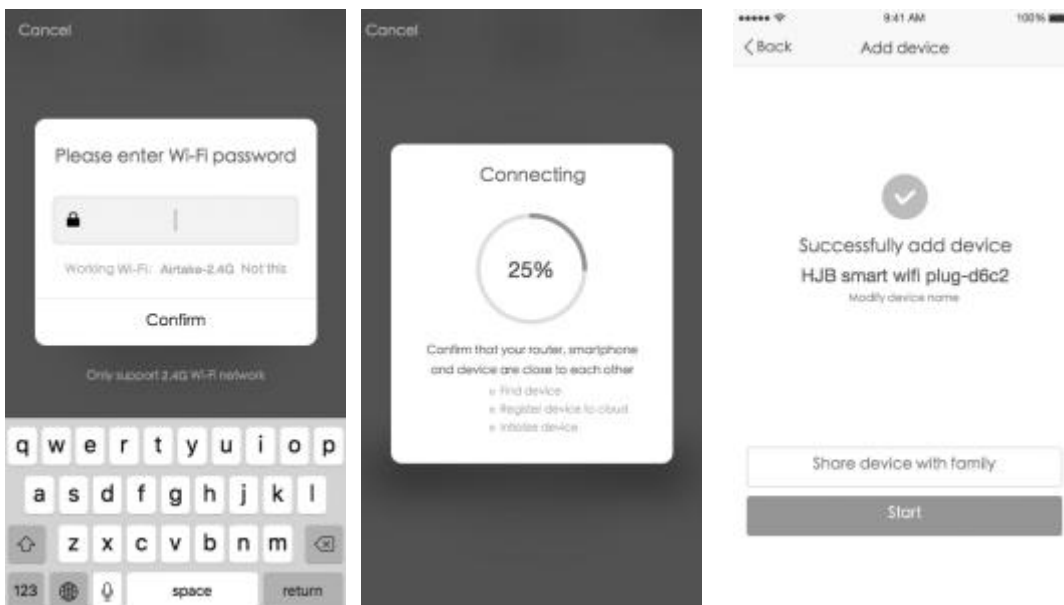 Cancel
Please enter Wi-Fi password
Working Wi-Fi: Airtake-2.4G Not this
Confirm
Only support 2.4G Wi-Fi network
q w e r t y u i o p
a s d f g h j k l
z x c v b n m
123 space return
Cancel
Connecting
25%
Confirm that your router, smartphone
and device are close to each other
Find device
Register device to cloud
Initialize device
9:41 AM 100%
Back Add device
Successfully add device
HJB smart wifi plug-d6c2
Modify device name
Share device with family
Start